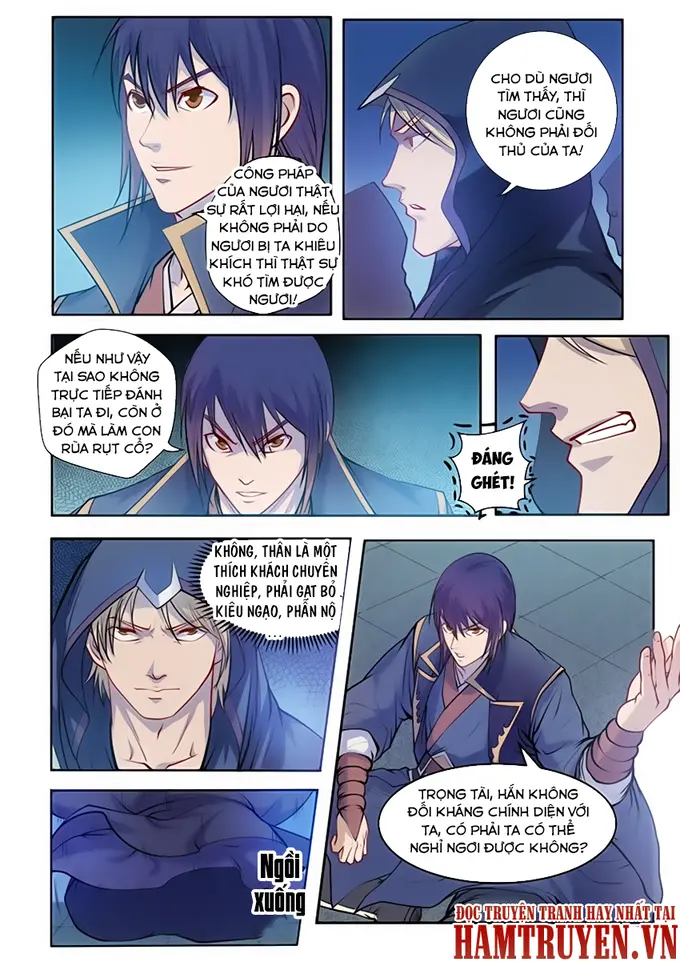 CÔNG PHÁP
CỦA NGƯƠI THẬT
SỰ RẤT LỢI HẠI, NẾU
KHÔNG PHẢI DO
NGƯƠI BỊ TA KHIÊU
KHÍCH THÌ THẬT SỰ
KHÓ TÌM ĐƯỢC
NGƯƠI!
CHO DÙ NGƯƠI
TÌM THẤY, THÌ
NGƯƠI CŨNG
KHÔNG PHẢI ĐỐI
THỦ CỦA TA!
NẾU NHƯ VẬY
TẠI SAO KHÔNG
TRỰC TIẾP ĐÁNH
BẠI TA ĐI, CÒN Ở
ĐÓ MÀ LÀM CON
RÙA RỤT CỔ?
ĐÁNG
GHÉT!
KHÔNG, THÂN LÀ MỘT
THÍCH KHÁCH CHUYÊN
NGHIỆP, PHẢI GẠT BỎ
KIÊU NGẠO, PHẪN NỘ
...
Ngồi
xuống
TRỌNG TÀI, HẮN KHÔNG
ĐỐI KHÁNG CHÍNH DIỆN VỚI
TA, CÓ PHẢI TA CÓ THỂ
NGHỈ NGƠI ĐƯỢC KHÔNG?
ĐỌC TRUYỆN TRANH HAY NHẤT TẠI
HAMTRUYEN.VN